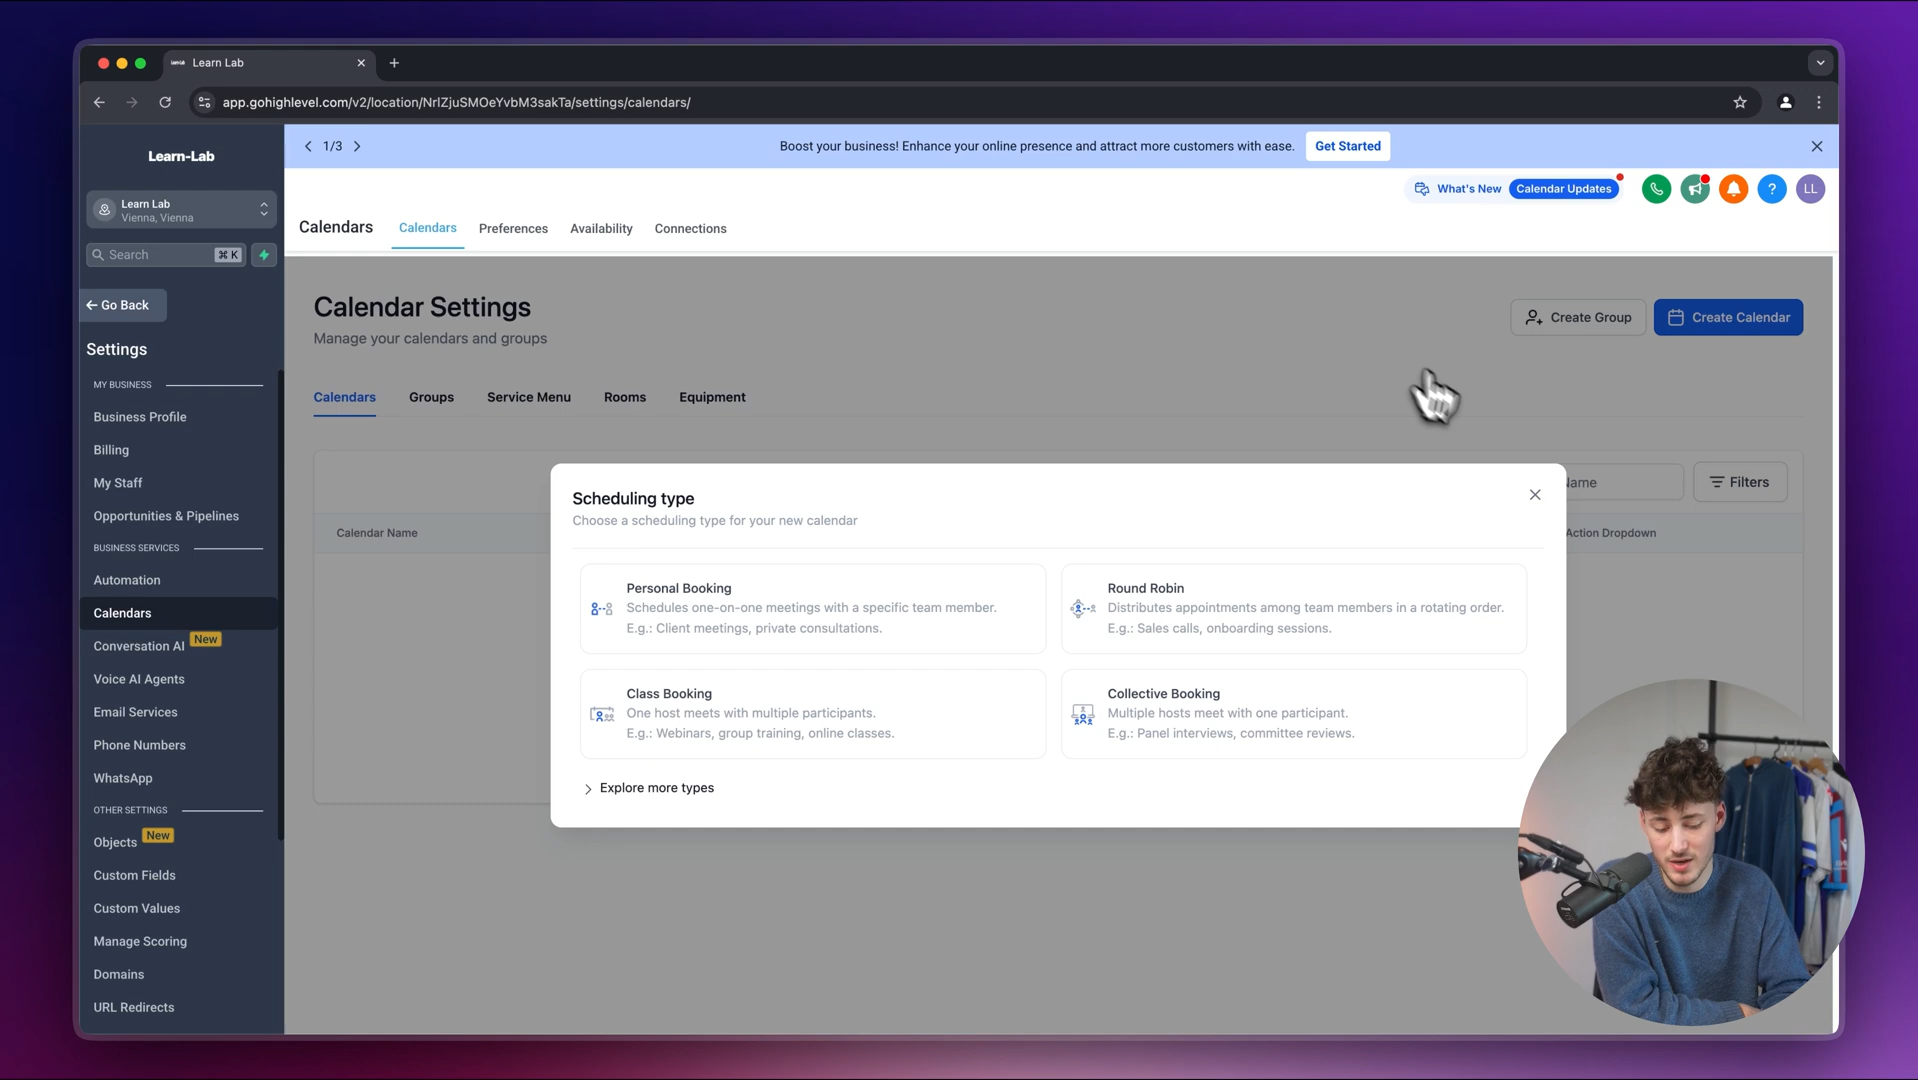 Learn Lab
app.gohighlevel.com/v2/location/NrlZjuSMOeYvbM3sakTa/settings/calendars/
Learn-Lab
1/3
Boost your business! Enhance your online presence and attract more customers with ease.
Get Started
Learn Lab
Vienna, Vienna
What's New
Calendar Updates
?
LL
Calendars
Calendars
Preferences
Availability
Connections
Search
⌘ K
Go Back
Settings
MY BUSINESS
Business Profile
Billing
My Staff
Opportunities & Pipelines
BUSINESS SERVICES
Automation
Calendars
Conversation AI
New
Voice AI Agents
Email Services
Phone Numbers
WhatsApp
OTHER SETTINGS
Objects
New
Custom Fields
Custom Values
Manage Scoring
Domains
URL Redirects
Calendar Settings
Manage your calendars and groups
Create Group
Create Calendar
Calendars
Groups
Service Menu
Rooms
Equipment
Filters
Calendar Name
Action Dropdown
Scheduling type
Choose a scheduling type for your new calendar
Personal Booking
Schedules one-on-one meetings with a specific team member.
E.g.: Client meetings, private consultations.
Round Robin
Distributes appointments among team members in a rotating order.
E.g.: Sales calls, onboarding sessions.
Class Booking
One host meets with multiple participants.
E.g.: Webinars, group training, online classes.
Collective Booking
Multiple hosts meet with one participant.
E.g.: Panel interviews, committee reviews.
Explore more types